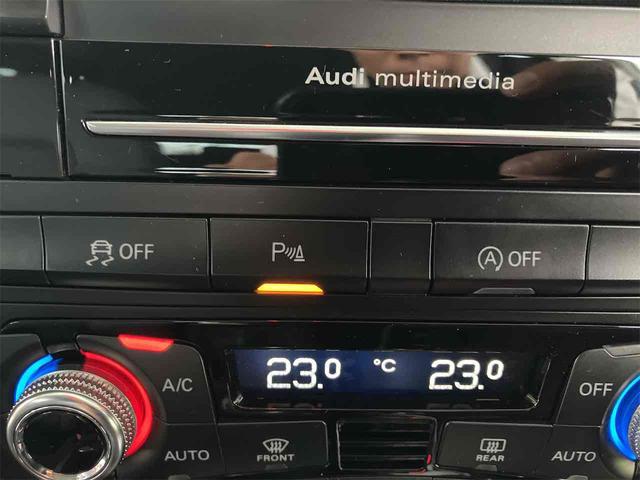 Audi multimedia
OFF P A OFF
23.0 °C 23.0
A/C OFF
AUTO FRONT REAR AUTO